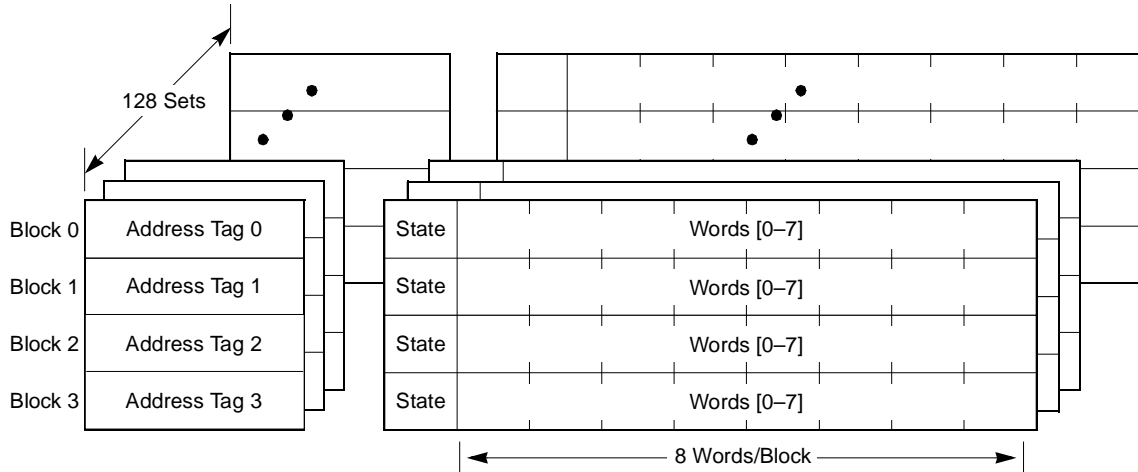 128 Sets
Block 0 Address Tag 0 State Words [0–7]
Block 1 Address Tag 1 State Words [0–7]
Block 2 Address Tag 2 State Words [0–7]
Block 3 Address Tag 3 State Words [0–7]
8 Words/Block